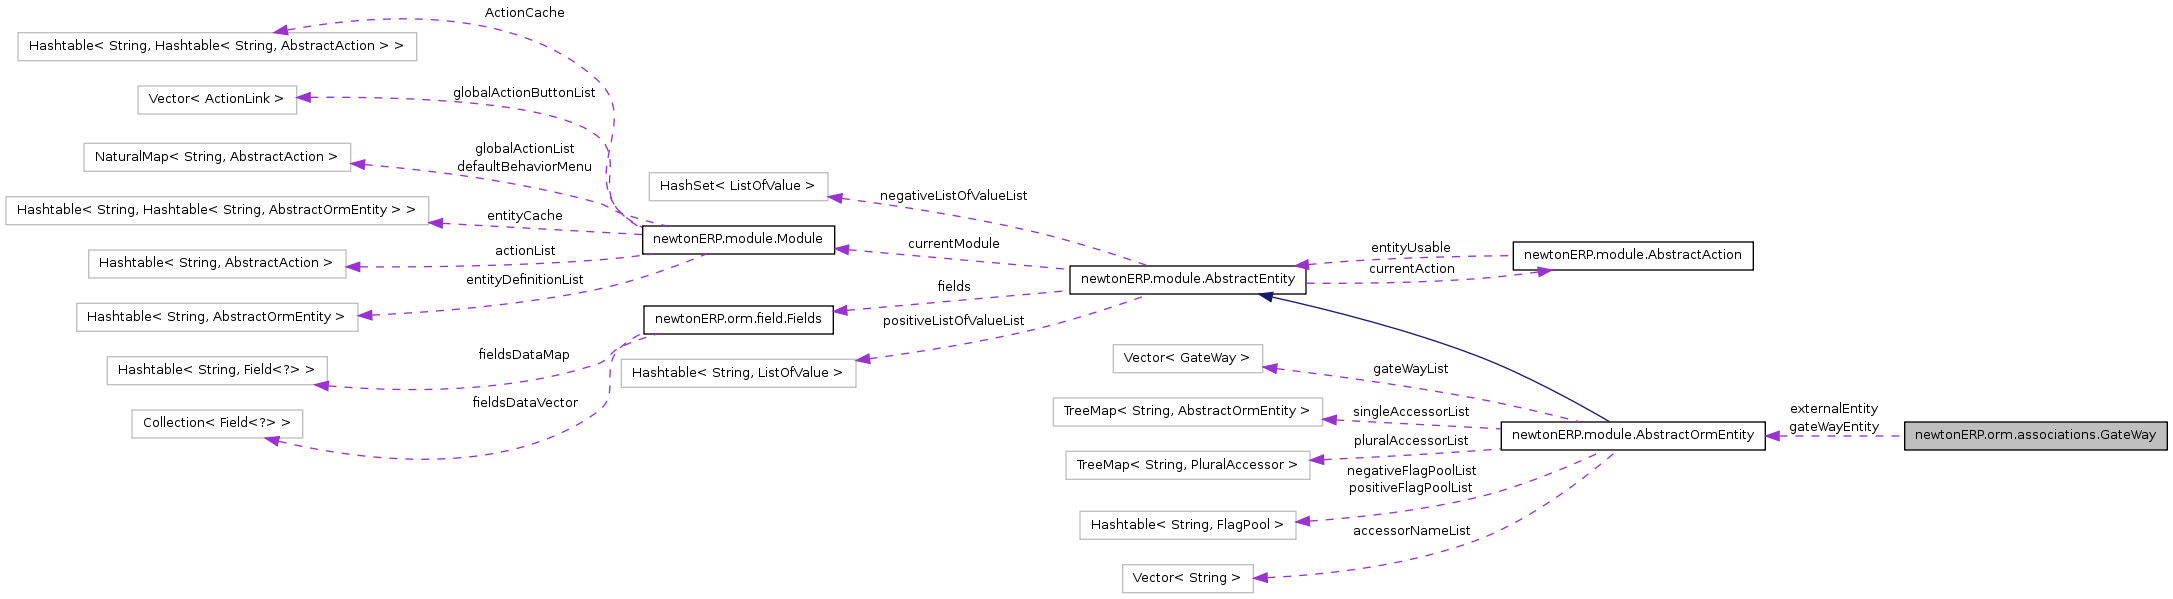 ActionCache
Hashtable< String, Hashtable< String, AbstractAction > >
globalActionButtonList
Vector< ActionLink >
globalActionList
defaultBehaviorMenu
NaturalMap< String, AbstractAction >
Hashtable< String, Hashtable< String, AbstractOrmEntity > >
entityCache
actionList
Hashtable< String, AbstractAction >
entityDefinitionList
Hashtable< String, AbstractOrmEntity >
fieldsDataMap
Hashtable< String, Field<?> >
fieldsDataVector
Collection< Field<?> >
newtonERP.module.Module
newtonERP.orm.field.Fields
HashSet< ListOfValue >
negativeListOfValueList
currentModule
fields
positiveListOfValueList
Hashtable< String, ListOfValue >
newtonERP.module.AbstractEntity
entityUsable
currentAction
newtonERP.module.AbstractAction
Vector< GateWay >
gateWayList
TreeMap< String, AbstractOrmEntity >
singleAccessorList
pluralAccessorList
TreeMap< String, PluralAccessor >
negativeFlagPoolList
positiveFlagPoolList
Hashtable< String, FlagPool >
accessorNameList
Vector< String >
newtonERP.module.AbstractOrmEntity
externalEntity
gateWayEntity
newtonERP.orm.associations.GateWay